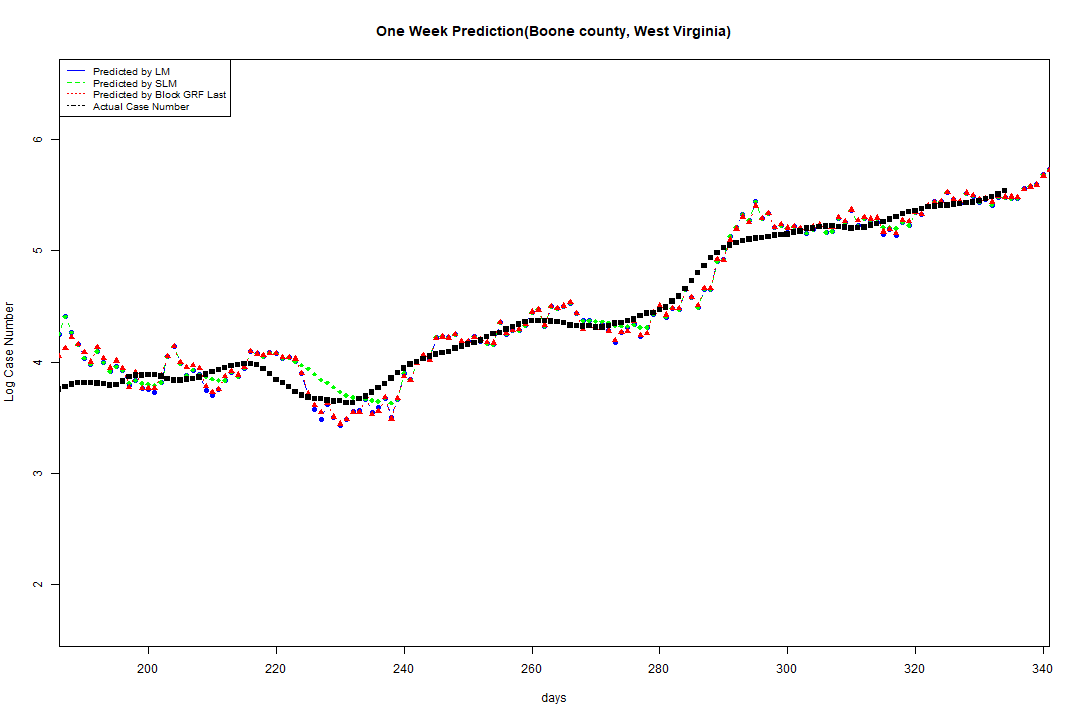 One Week Prediction(Boone county, West Virginia)
Predicted by LM
Predicted by SLM
Predicted by Block GRF Last
Actual Case Number
6
5
4
3
2
Log Case Number
200 220 240 260 280 300 320 340
days